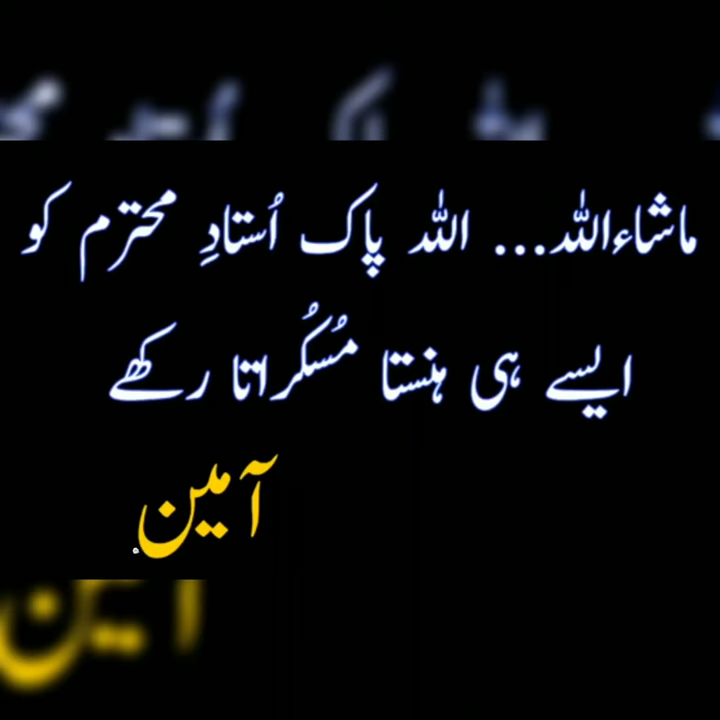 ماشاءاللہ... اللہ پاک اُستادِ محترم کو
ایسے ہی ہنستا مُسکُراتا رکھے
آمین